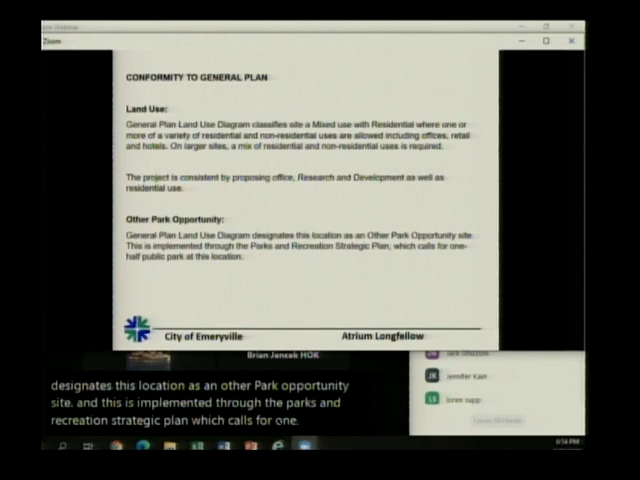 Zoom
CONFORMITY TO GENERAL PLAN
Land Use:
General Plan Land Use Diagram classifies site a Mixed use with Residential where one or
more of a variety of residential and non-residential uses are allowed including offices, retail
and hotels. On larger sites, a mix of residential and non-residential uses is required.
The project is consistent by proposing office, Research and Development as well as
residential use.
Other Park Opportunity:
General Plan Land Use Diagram designates this location as an Other Park Opportunity site.
This is implemented through the Parks and Recreation Strategic Plan, which calls for one-
half public park at this location.
City of Emeryville
Atrium Longfellow
Brian Jencek HOK
designates this location as an other Park opportunity
site. and this is implemented through the parks and
recreation strategic plan which calls for one.
JK
Jennifer Kain
LS
loren sapp
6:14 PM